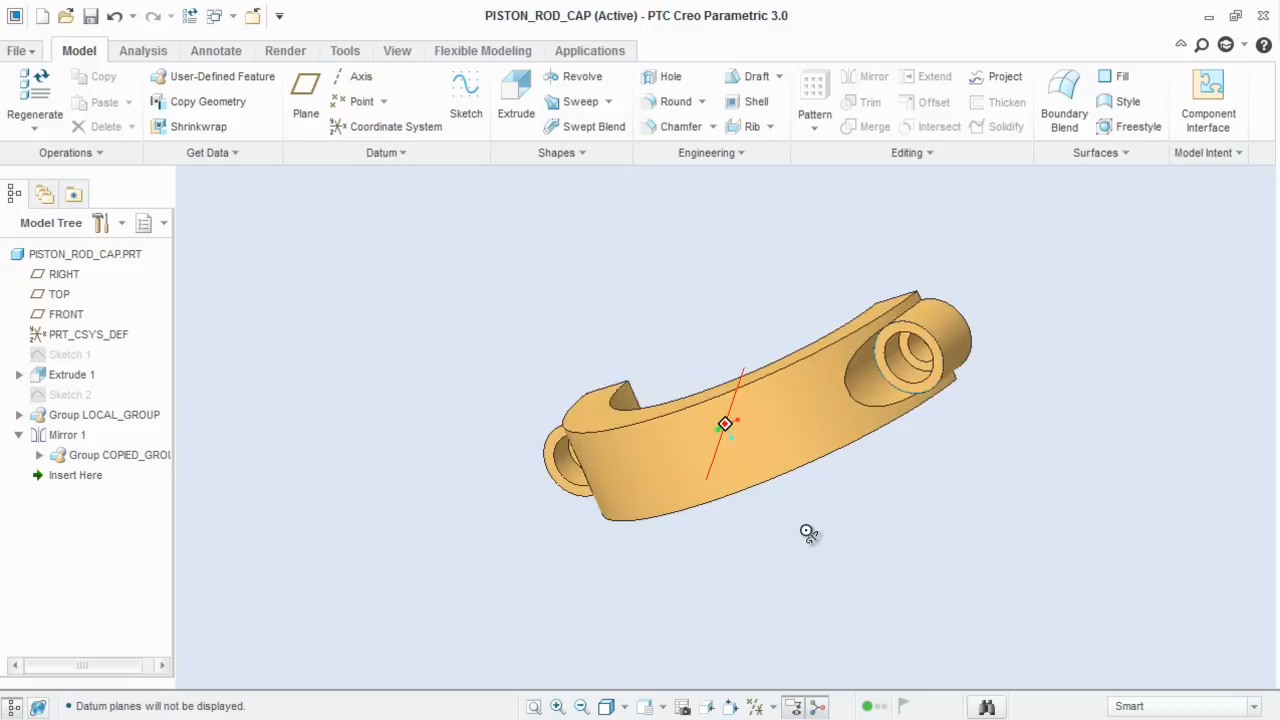 PISTON_ROD_CAP (Active) - PTC Creo Parametric 3.0
File Model Analysis Annotate Render Tools View Flexible Modeling Applications
Copy User-Defined Feature Axis Revolve Hole Draft Mirror Extend Project Fill
Paste Copy Geometry Point Sweep Round Shell Trim Offset Thicken Style
Regenerate Plane Sketch Extrude Pattern Boundary Blend Component Interface
Delete Shrinkwrap Coordinate System Swept Blend Chamfer Rib Merge Intersect Solidify Freestyle
Operations Get Data Datum Shapes Engineering Editing Surfaces Model Intent
Model Tree
PISTON_ROD_CAP.PRT
RIGHT
TOP
FRONT
PRT_CSYS_DEF
Sketch 1
Extrude 1
Sketch 2
Group LOCAL_GROUP
Mirror 1
Group COPIED_GROU
Insert Here
• Datum planes will not be displayed.
Smart